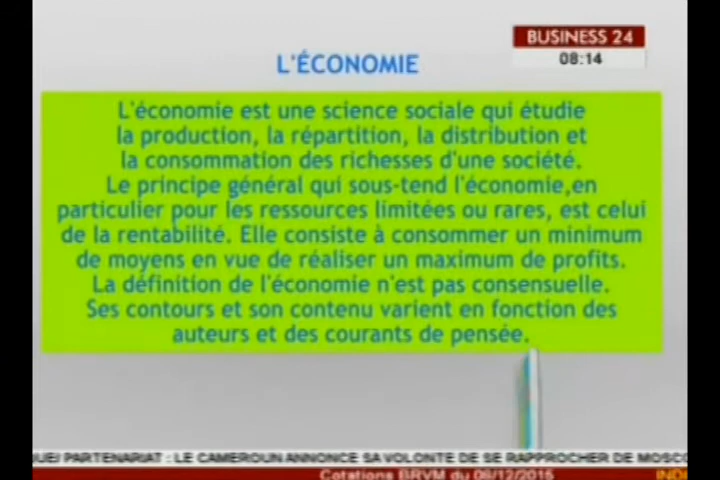 BUSINESS 24
08:14
L'ÉCONOMIE
L'économie est une science sociale qui étudie
la production, la répartition, la distribution et
la consommation des richesses d'une société.
Le principe général qui sous-tend l'économie,en
particulier pour les ressources limitées ou rares, est celui
de la rentabilité. Elle consiste à consommer un minimum
de moyens en vue de réaliser un maximum de profits.
La définition de l'économie n'est pas consensuelle.
Ses contours et son contenu varient en fonction des
auteurs et des courants de pensée.
PARTENARIAT : LE CAMEROUN ANNONCE SA VOLONTE DE SE RAPPROCHER DE MOSCO
Cotations BRVM du 08/12/2015